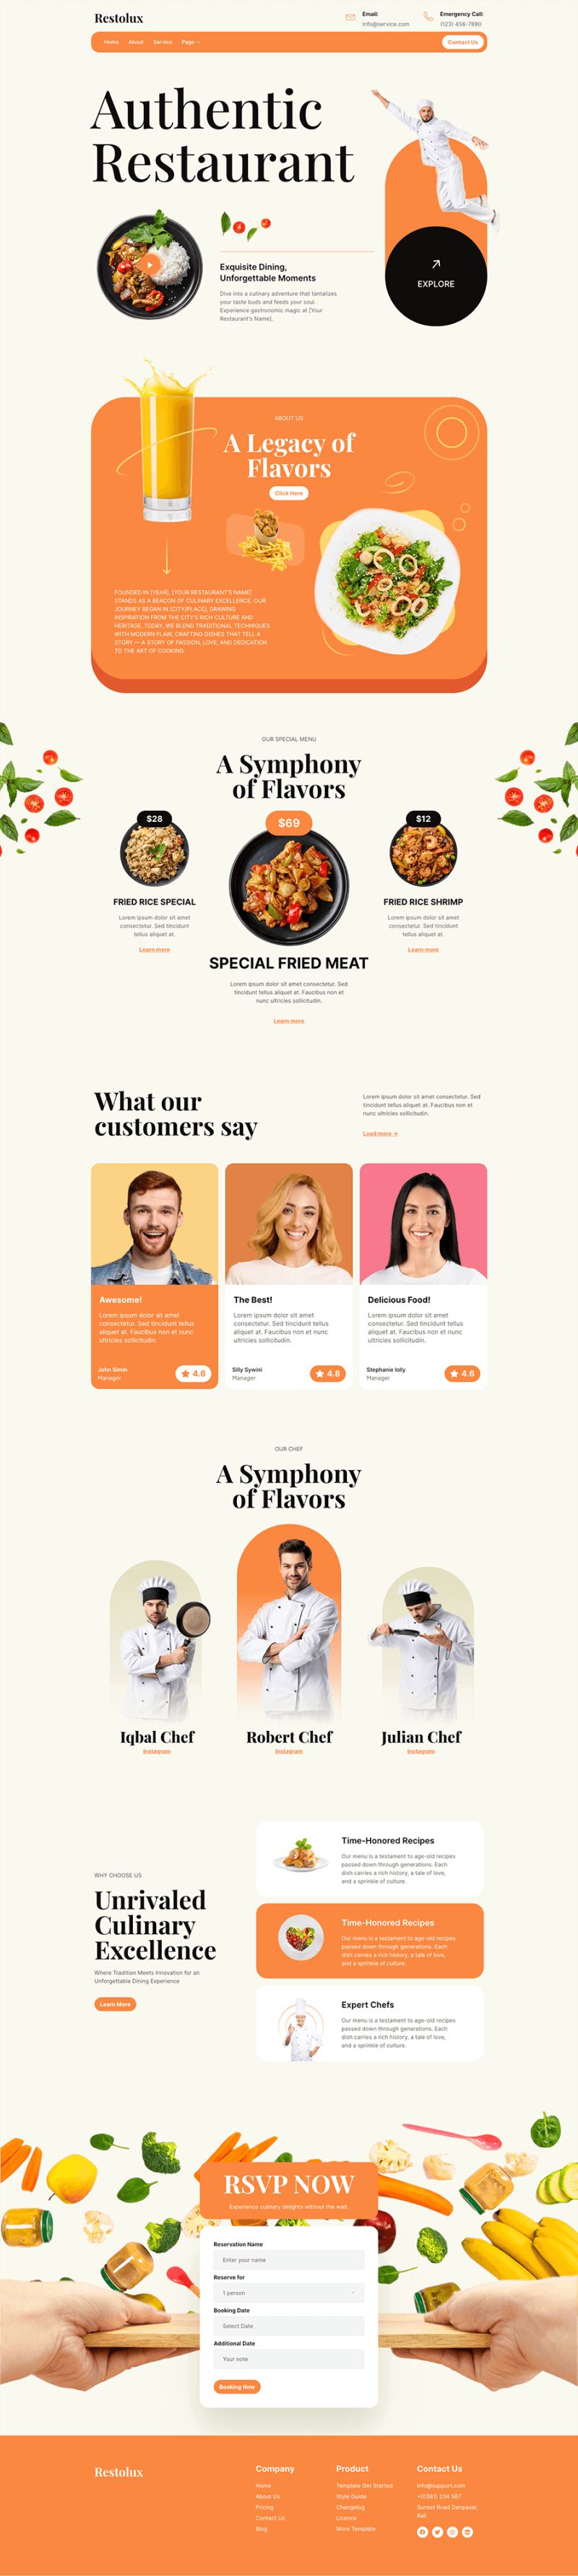 Restolux
Email:
info@service.com
Emergency Call:
(123) 456-7890
Home
About
Service
Page
Contact Us
Authentic
Restaurant
Exquisite Dining,
Unforgettable Moments
Dive into a culinary adventure that tantalizes
your taste buds and feeds your soul.
Experience gastronomic magic at [Your
Restaurant's Name].
EXPLORE
ABOUT US
A Legacy of
Flavors
Click Here
FOUNDED IN [YEAR], [YOUR RESTAURANT'S NAME]
STANDS AS A BEACON OF CULINARY EXCELLENCE. OUR
JOURNEY BEGAN IN [CITY/PLACE], DRAWING
INSPIRATION FROM THE CITY'S RICH CULTURE AND
HERITAGE. TODAY, WE BLEND TRADITIONAL TECHNIQUES
WITH MODERN FLAIR, CRAFTING DISHES THAT TELL A
STORY — A STORY OF PASSION, LOVE, AND DEDICATION
TO THE ART OF COOKING.
OUR SPECIAL MENU
A Symphony
of Flavors
$28
FRIED RICE SPECIAL
Lorem ipsum dolor sit amet
consectetur. Sed tincidunt
tellus aliquet at.
Learn more
$69
SPECIAL FRIED MEAT
Lorem ipsum dolor sit amet consectetur. Sed
tincidunt tellus aliquet at. Faucibus non et
nunc ultricies sollicitudin.
Learn more
$12
FRIED RICE SHRIMP
Lorem ipsum dolor sit amet
consectetur. Sed tincidunt
tellus aliquet at.
Learn more
What our
customers say
Lorem ipsum dolor sit amet consectetur. Sed
tincidunt tellus aliquet at. Faucibus non et
nunc ultricies sollicitudin.
Load more →
Awesome!
Lorem ipsum dolor sit amet
consectetur. Sed tincidunt tellus
aliquet at. Faucibus non et nunc
ultricies sollicitudin.
John Simin
Manager
4.6
The Best!
Lorem ipsum dolor sit amet
consectetur. Sed tincidunt tellus
aliquet at. Faucibus non et nunc
ultricies sollicitudin.
Silly Sywini
Manager
4.8
Delicious Food!
Lorem ipsum dolor sit amet
consectetur. Sed tincidunt tellus
aliquet at. Faucibus non et nunc
ultricies sollicitudin.
Stephanie lolly
Manager
4.6
OUR CHEF
A Symphony
of Flavors
Iqbal Chef
Instagram
Robert Chef
Instagram
Julian Chef
Instagram
WHY CHOOSE US
Unrivaled
Culinary
Excellence
Where Tradition Meets Innovation for an
Unforgettable Dining Experience
Learn More
Time-Honored Recipes
Our menu is a testament to age-old recipes
passed down through generations. Each
dish carries a rich history, a tale of love,
and a sprinkle of culture.
Time-Honored Recipes
Our menu is a testament to age-old recipes
passed down through generations. Each
dish carries a rich history, a tale of love,
and a sprinkle of culture.
Expert Chefs
Our menu is a testament to age-old recipes
passed down through generations. Each
dish carries a rich history, a tale of love,
and a sprinkle of culture.
RSVP NOW
Experience culinary delights without the wait.
Reservation Name
Enter your name
Reserve for
1 person
Booking Date
Select Date
Additional Date
Your note
Booking Now
Restolux
Company
Home
About Us
Pricing
Contact Us
Blog
Product
Template Get Started
Style Guide
Changelog
Licence
More Template
Contact Us
info@support.com
+(0361) 234 567
Sunset Road Denpasar,
Bali